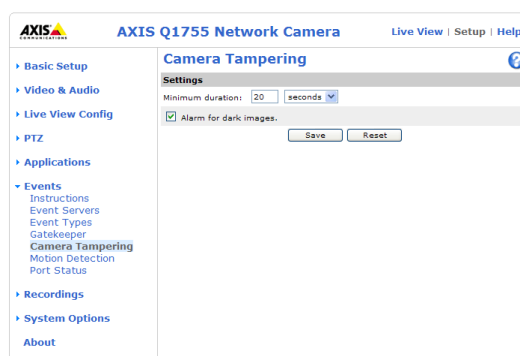 AXIS
COMMUNICATIONS
AXIS Q1755 Network Camera
Live View | Setup | Help
Basic Setup
Video & Audio
Live View Config
PTZ
Applications
Events
Instructions
Event Servers
Event Types
Gatekeeper
Camera Tampering
Motion Detection
Port Status
Recordings
System Options
About
Camera Tampering
?
Settings
Minimum duration: 20 seconds
Alarm for dark images.
Save Reset